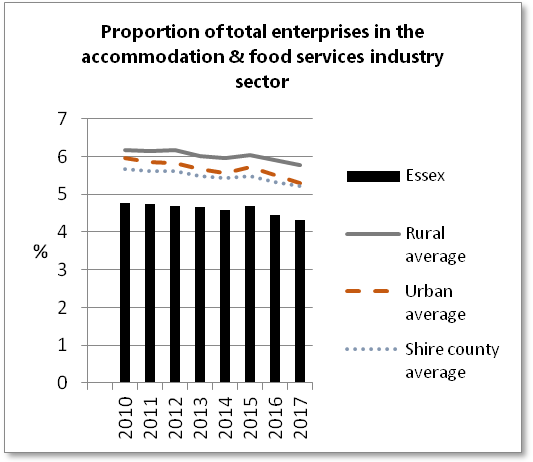 Proportion of total enterprises in the
accommodation & food services industry
sector
7
6
5
4
3
2
1
0
%
2010
2011
2012
2013
2014
2015
2016
2017
Essex
Rural
average
Urban
average
Shire county
average